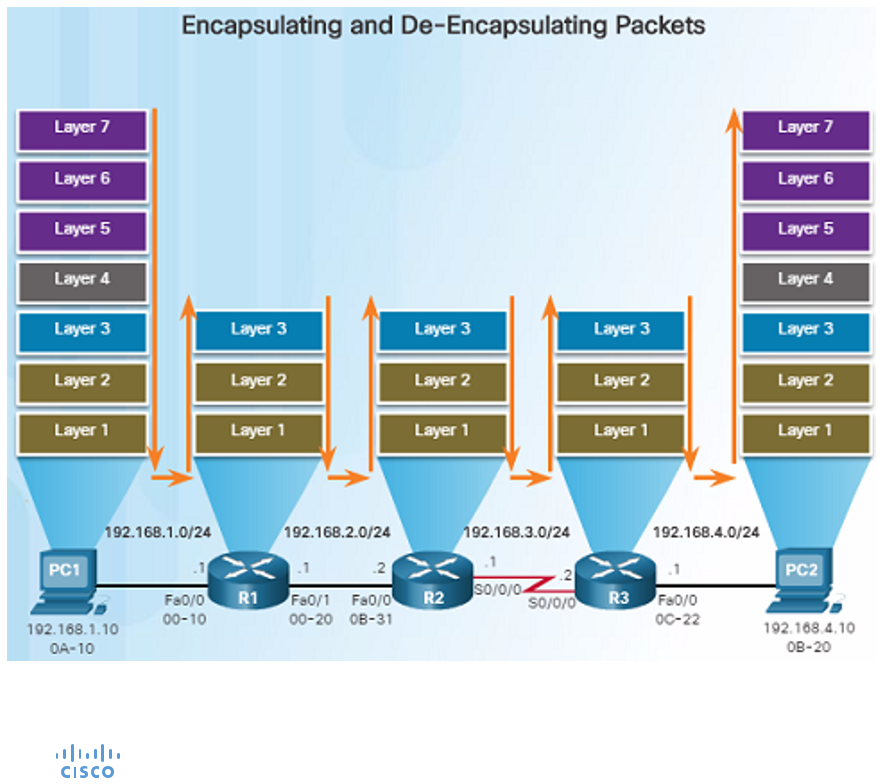 Encapsulating and De-Encapsulating Packets
Layer 7
Layer 7
Layer 6
Layer 6
Layer 5
Layer 5
Layer 4
Layer 4
Layer 3
Layer 3
Layer 3
Layer 3
Layer 3
Layer 2
Layer 2
Layer 2
Layer 2
Layer 2
Layer 1
Layer 1
Layer 1
Layer 1
Layer 1
192.168.1.0/24
192.168.2.0/24
192.168.3.0/24
192.168.4.0/24
PC1
.1
R1
.1
.2
R2
.1
.2
R3
.1
PC2
S0/0/0
S0/0/0
Fa0/0
00-10
Fa0/1
00-20
Fa0/0
0B-31
Fa0/0
0C-22
192.168.1.10
0A-10
192.168.4.10
0B-20
CISCO